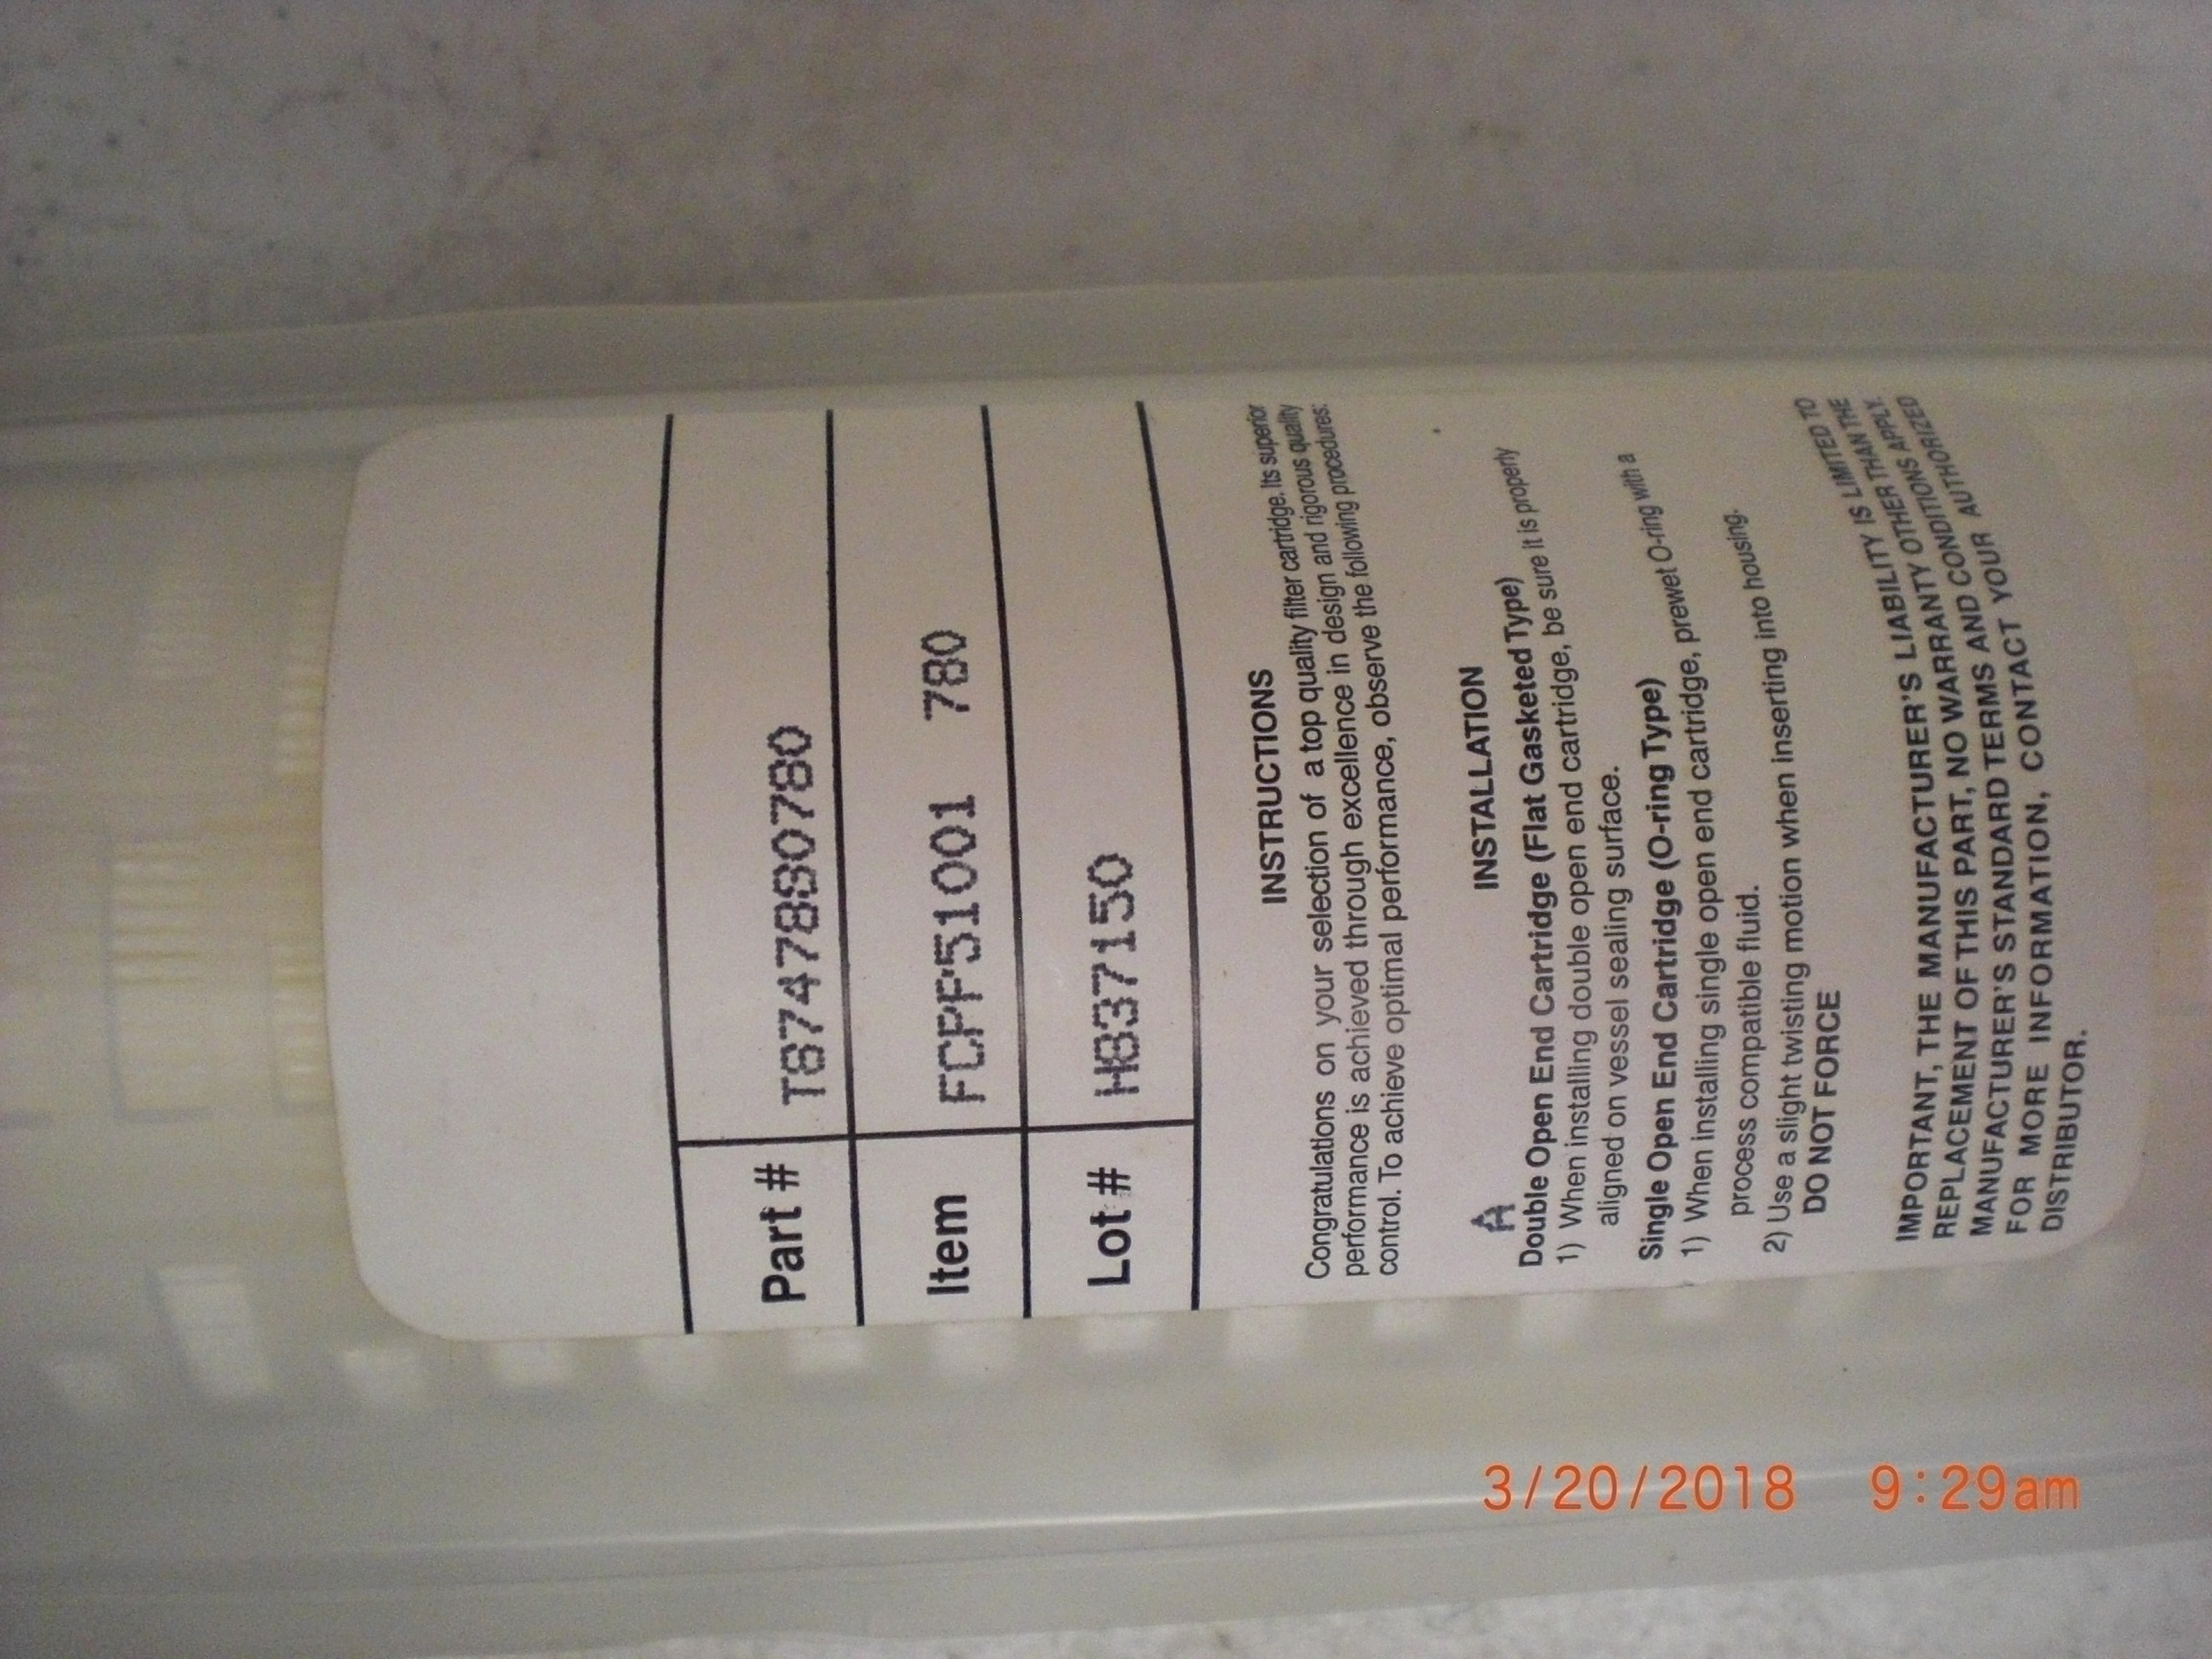 Part # T8747880780
Item FCPF51001 780
Lot # H837150
INSTRUCTIONS
Congratulations on your selection of a top quality filter cartridge. Its superior
performance is achieved through excellence in design and rigorous quality
control. To achieve optimal performance, observe the following procedures:
INSTALLATION
A
Double Open End Cartridge (Flat Gasketed Type)
1) When installing double open end cartridge, be sure it is properly
aligned on vessel sealing surface.
Single Open End Cartridge (O-ring Type)
1) When installing single open end cartridge, prewet O-ring with a
process compatible fluid.
2) Use a slight twisting motion when inserting into housing.
DO NOT FORCE
IMPORTANT, THE MANUFACTURER'S LIABILITY IS LIMITED TO
REPLACEMENT OF THIS PART, NO WARRANTY OTHER THAN THE
MANUFACTURER'S STANDARD TERMS AND CONDITIONS APPLY.
FOR MORE INFORMATION, CONTACT YOUR AUTHORIZED
DISTRIBUTOR.
3/20/2018 9:29am